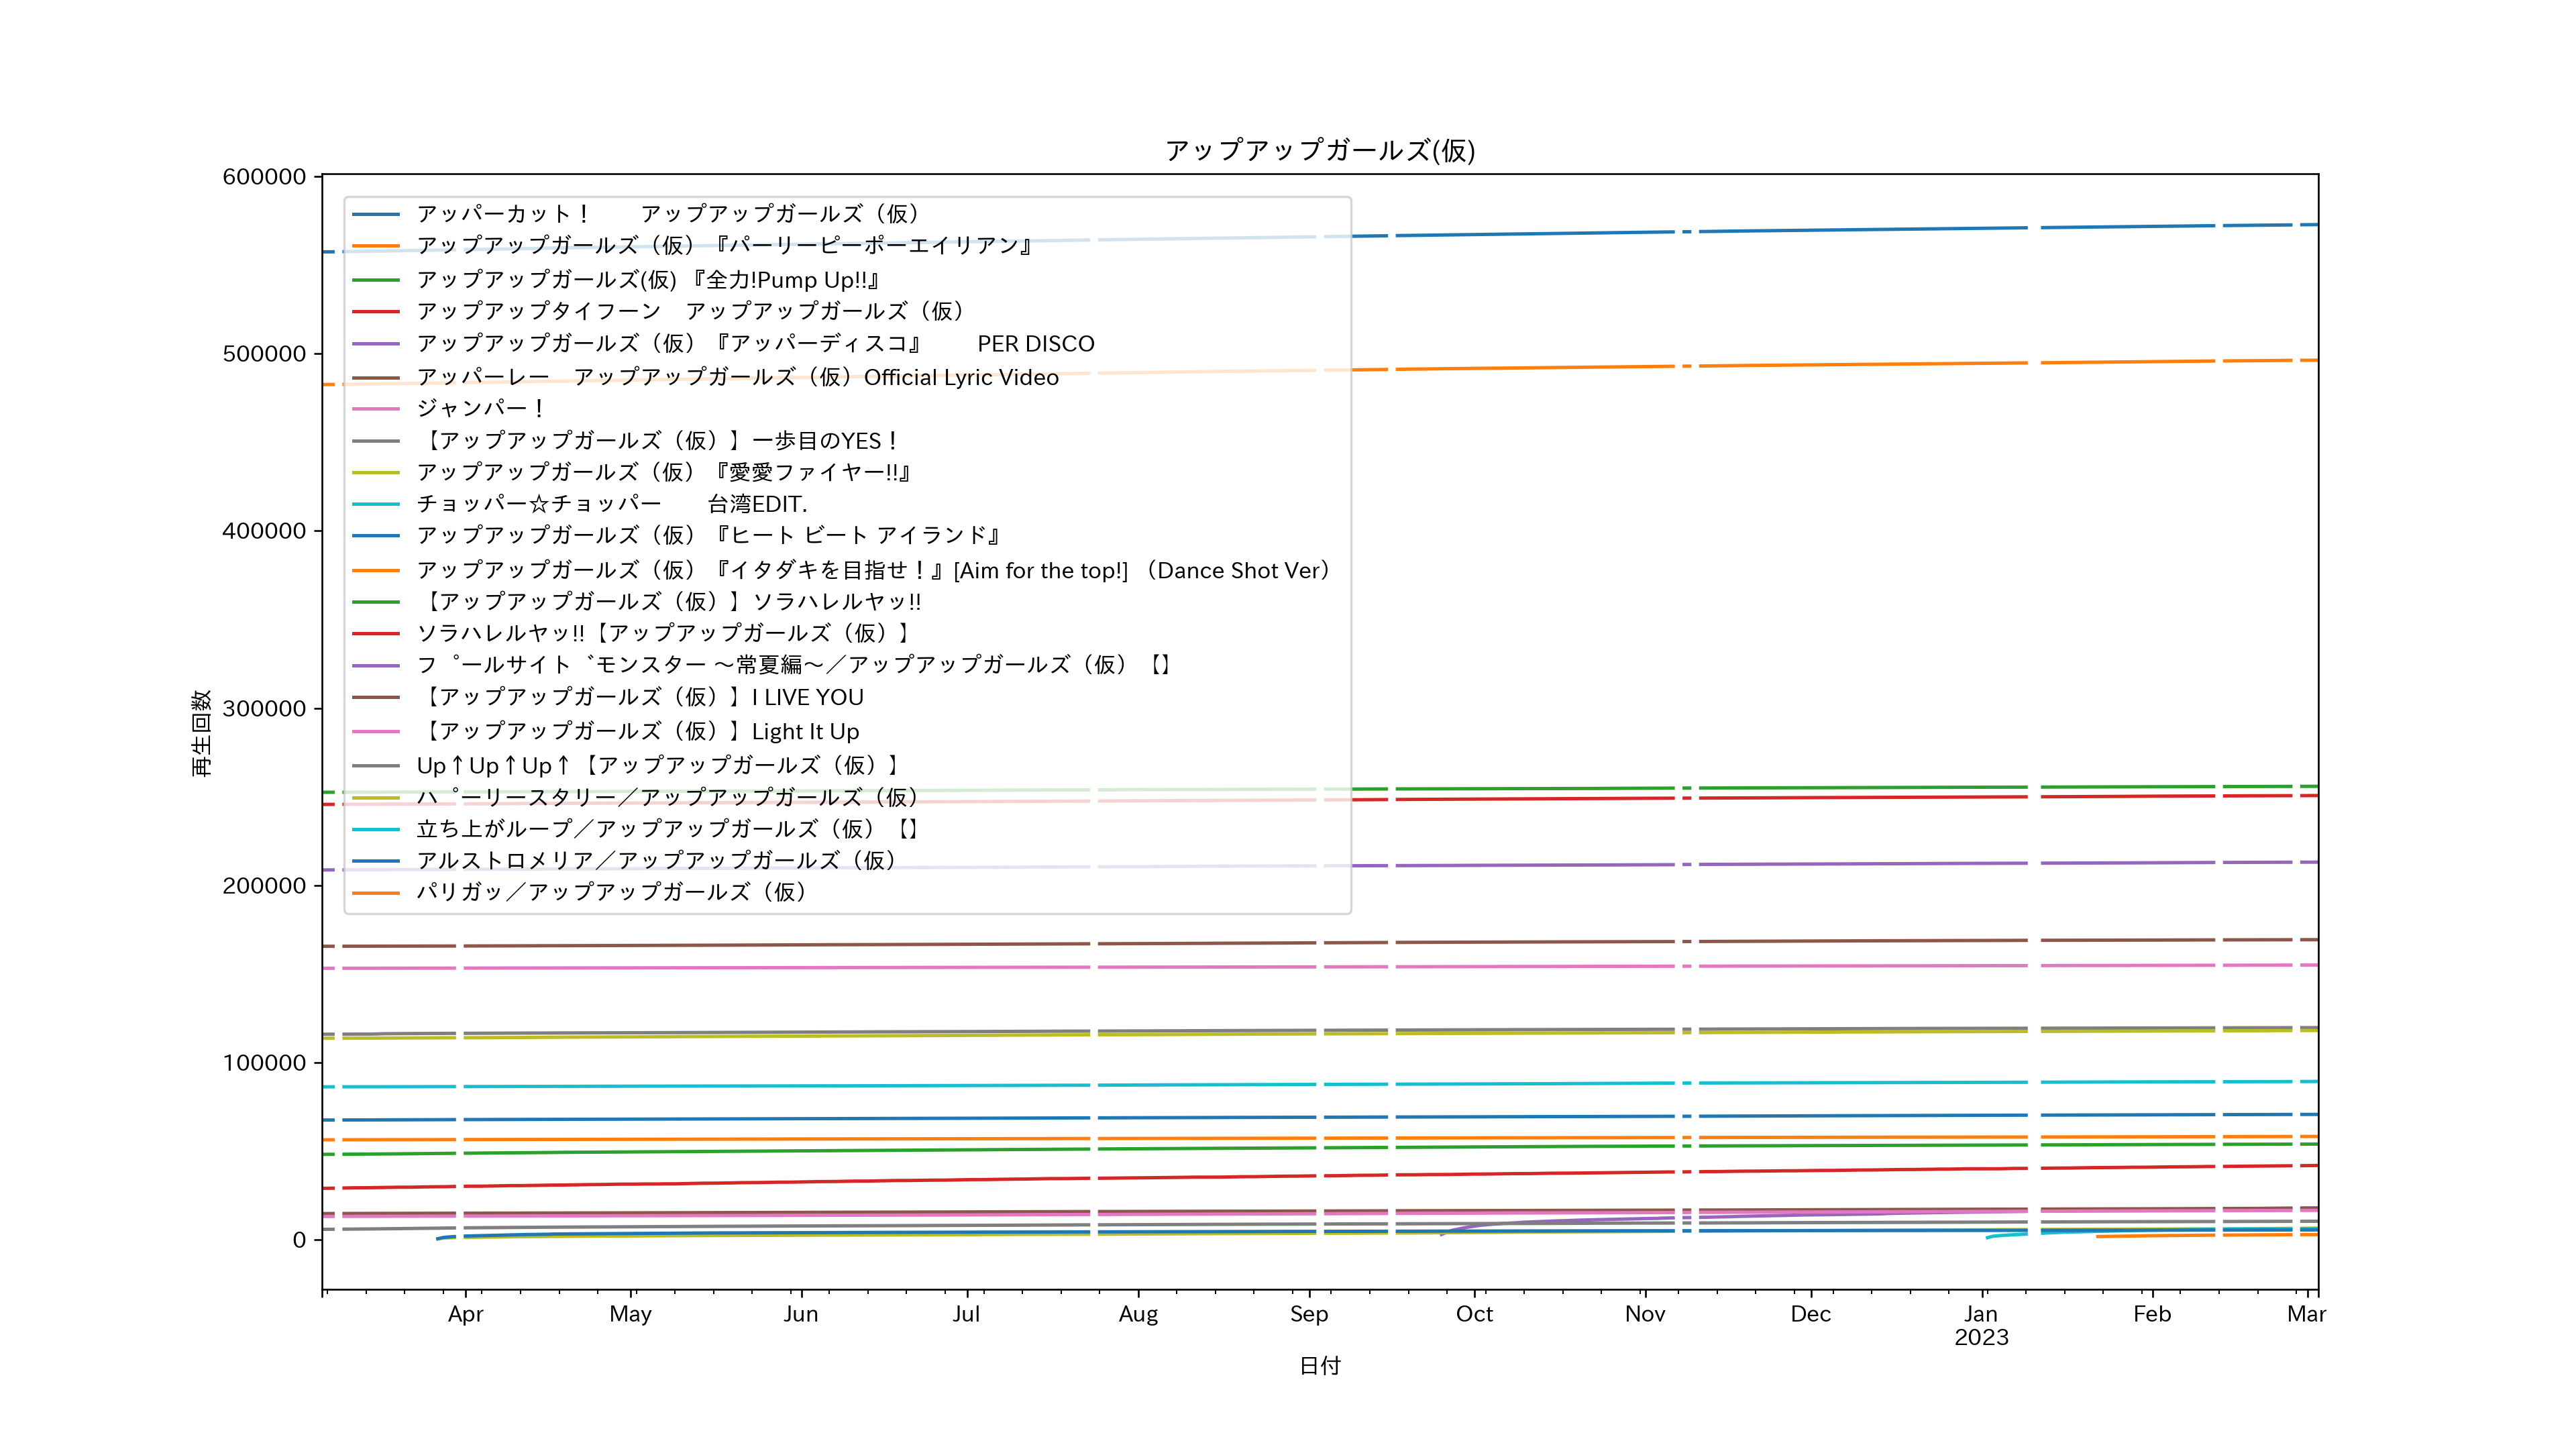 アップアップガールズ(仮)
600000
500000
400000
300000
200000
100000
0
再生回数
アッパーカット！　　アップアップガールズ（仮）
アップアップガールズ（仮）『パーリーピーポーエイリアン』
アップアップガールズ(仮) 『全力!Pump Up!!』
アップアップタイフーン　アップアップガールズ（仮）
アップアップガールズ（仮）『アッパーディスコ』　　PER DISCO
アッパーレー　アップアップガールズ（仮）Official Lyric Video
ジャンパー！
【アップアップガールズ（仮）】一歩目のYES！
アップアップガールズ（仮）『愛愛ファイヤー!!』
チョッパー☆チョッパー　　台湾EDIT.
アップアップガールズ（仮）『ヒート ビート アイランド』
アップアップガールズ（仮）『イタダキを目指せ！』[Aim for the top!] （Dance Shot Ver）
【アップアップガールズ（仮）】ソラハレルヤッ!!
ソラハレルヤッ!!【アップアップガールズ（仮）】
フ゜ールサイト゛モンスター ～常夏編～／アップアップガールズ（仮）【】
【アップアップガールズ（仮）】I LIVE YOU
【アップアップガールズ（仮）】Light It Up
Up↑Up↑Up↑【アップアップガールズ（仮）】
ハ゜ーリースタリー／アップアップガールズ（仮）
立ち上がループ／アップアップガールズ（仮）【】
アルストロメリア／アップアップガールズ（仮）
パリガッ／アップアップガールズ（仮）
Apr May Jun Jul Aug Sep Oct Nov Dec Jan Feb Mar
2023
日付